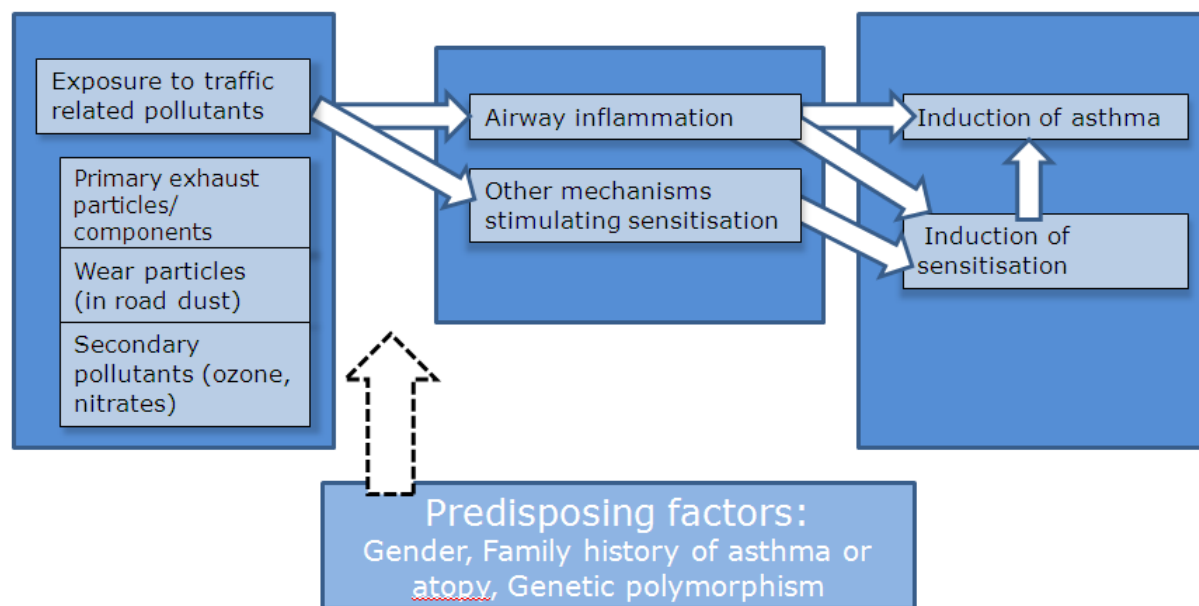 Exposure to traffic
related pollutants
Primary exhaust
particles/
components
Wear particles
(in road dust)
Secondary
pollutants (ozone,
nitrates)
Airway inflammation
Other mechanisms
stimulating sensitisation
Induction of asthma
Induction of
sensitisation
Predisposing factors:
Gender, Family history of asthma or
atopy, Genetic polymorphism